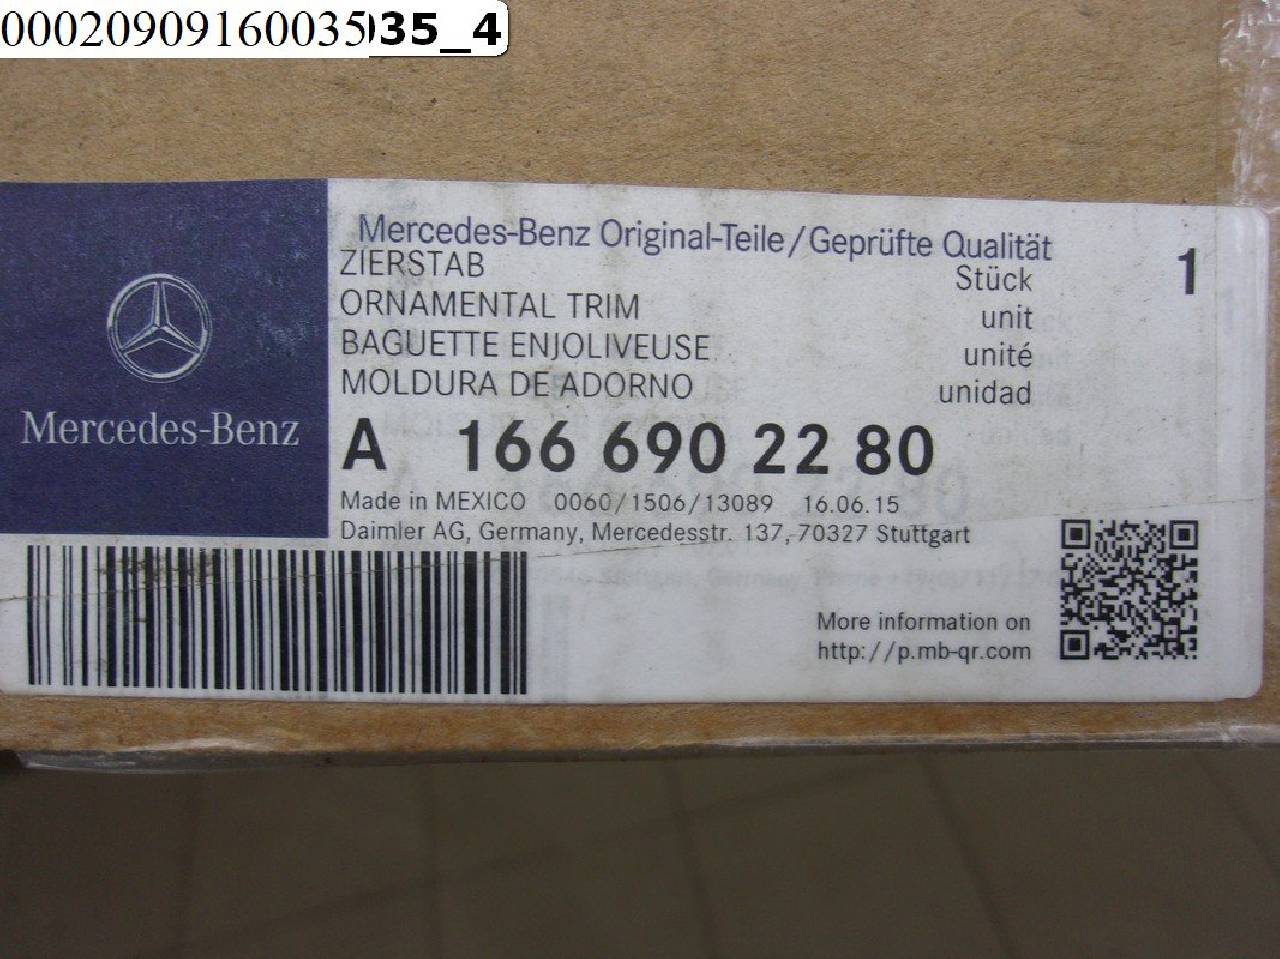 00020909160035035_4
Mercedes-Benz Original-Teile/Geprüfte Qualität
ZIERSTAB Stück 1
ORNAMENTAL TRIM unit
BAGUETTE ENJOLIVEUSE unité
MOLDURA DE ADORNO unidad
Mercedes-Benz
A 166 690 22 80
Made in MEXICO 0060/1506/13089 16.06.15
Daimler AG, Germany, Mercedesstr. 137, 70327 Stuttgart
More information on
http://p.mb-qr.com